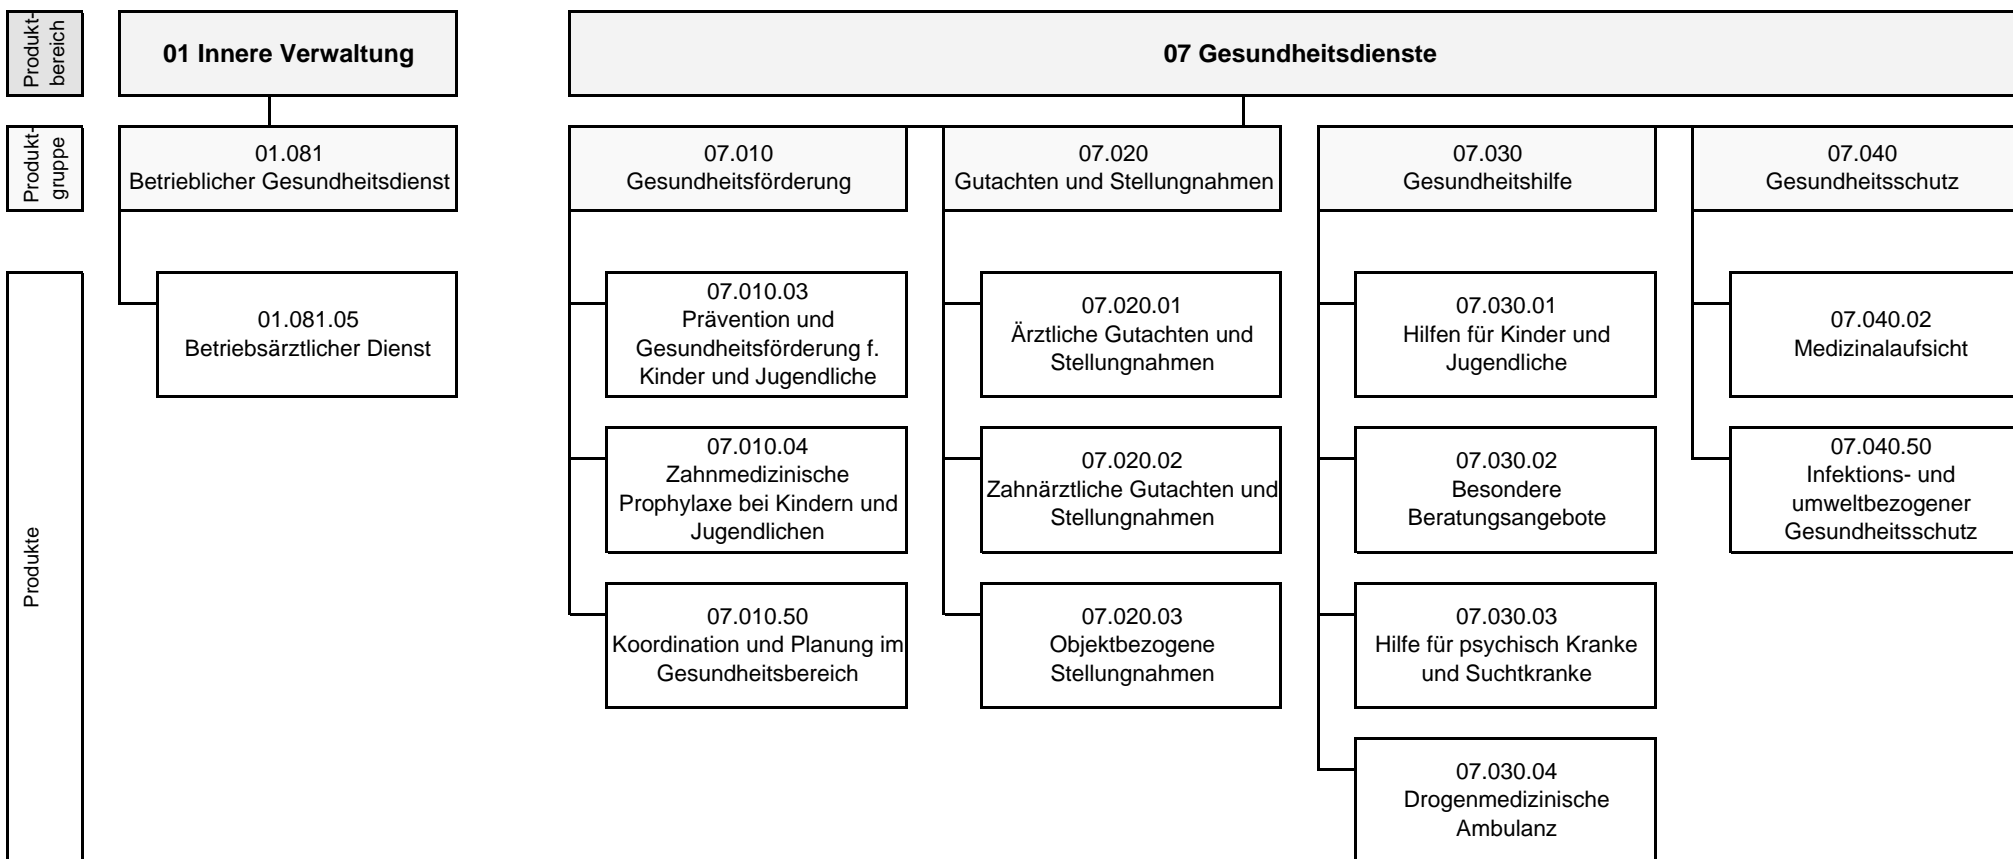 Produkt-
bereich
01 Innere Verwaltung
07 Gesundheitsdienste
Produkt-
gruppe
01.081
Betrieblicher Gesundheitsdienst
07.010
Gesundheitsförderung
07.020
Gutachten und Stellungnahmen
07.030
Gesundheitshilfe
07.040
Gesundheitsschutz
Produkte
01.081.05
Betriebsärztlicher Dienst
07.010.03
Prävention und
Gesundheitsförderung f.
Kinder und Jugendliche
07.020.01
Ärztliche Gutachten und
Stellungnahmen
07.030.01
Hilfen für Kinder und
Jugendliche
07.040.02
Medizinalaufsicht
07.010.04
Zahnmedizinische
Prophylaxe bei Kindern und
Jugendlichen
07.020.02
Zahnärztliche Gutachten und
Stellungnahmen
07.030.02
Besondere
Beratungsangebote
07.040.50
Infektions- und
umweltbezogener
Gesundheitsschutz
07.010.50
Koordination und Planung im
Gesundheitsbereich
07.020.03
Objektbezogene
Stellungnahmen
07.030.03
Hilfe für psychisch Kranke
und Suchtkranke
07.030.04
Drogenmedizinische
Ambulanz